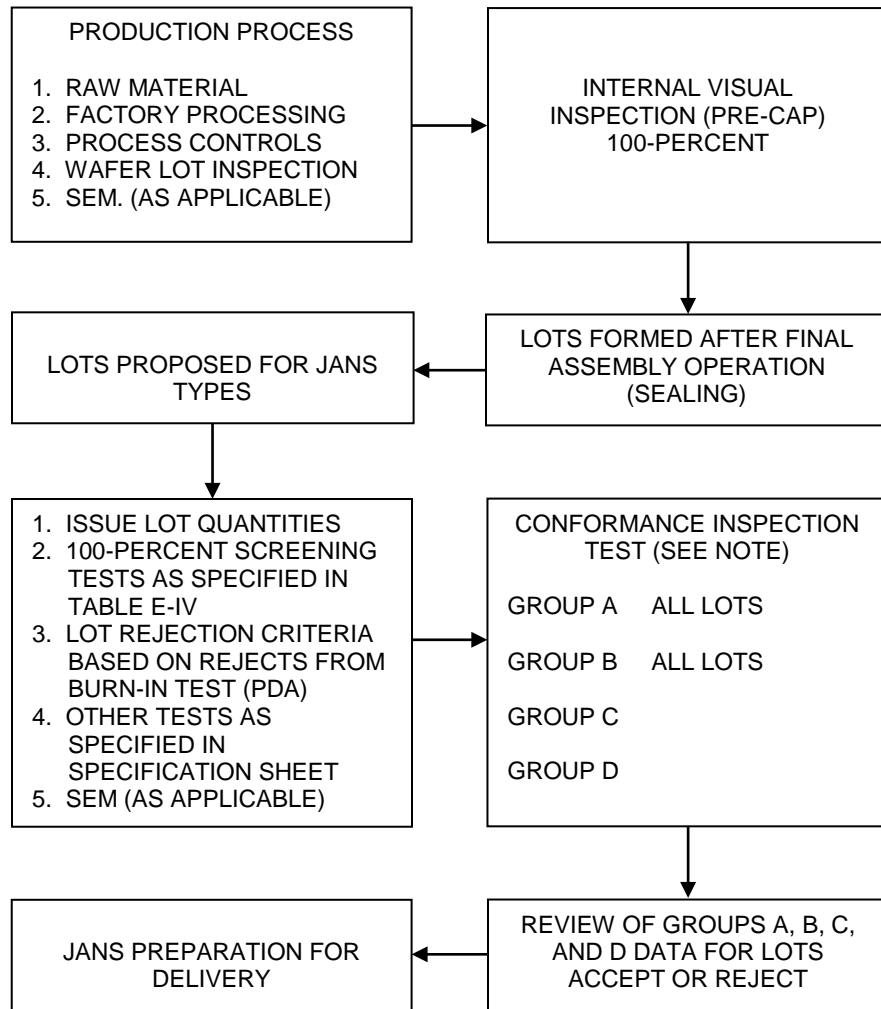 PRODUCTION PROCESS
1. RAW MATERIAL
2. FACTORY PROCESSING
3. PROCESS CONTROLS
4. WAFER LOT INSPECTION
5. SEM. (AS APPLICABLE)
INTERNAL VISUAL
INSPECTION (PRE-CAP)
100-PERCENT
LOTS FORMED AFTER FINAL
ASSEMBLY OPERATION
(SEALING)
LOTS PROPOSED FOR JANS
TYPES
1. ISSUE LOT QUANTITIES
2. 100-PERCENT SCREENING
TESTS AS SPECIFIED IN
TABLE E-IV
3. LOT REJECTION CRITERIA
BASED ON REJECTS FROM
BURN-IN TEST (PDA)
4. OTHER TESTS AS
SPECIFIED IN
SPECIFICATION SHEET
5. SEM (AS APPLICABLE)
CONFORMANCE INSPECTION
TEST (SEE NOTE)
GROUP A ALL LOTS
GROUP B ALL LOTS
GROUP C
GROUP D
REVIEW OF GROUPS A, B, C,
AND D DATA FOR LOTS
ACCEPT OR REJECT
JANS PREPARATION FOR
DELIVERY